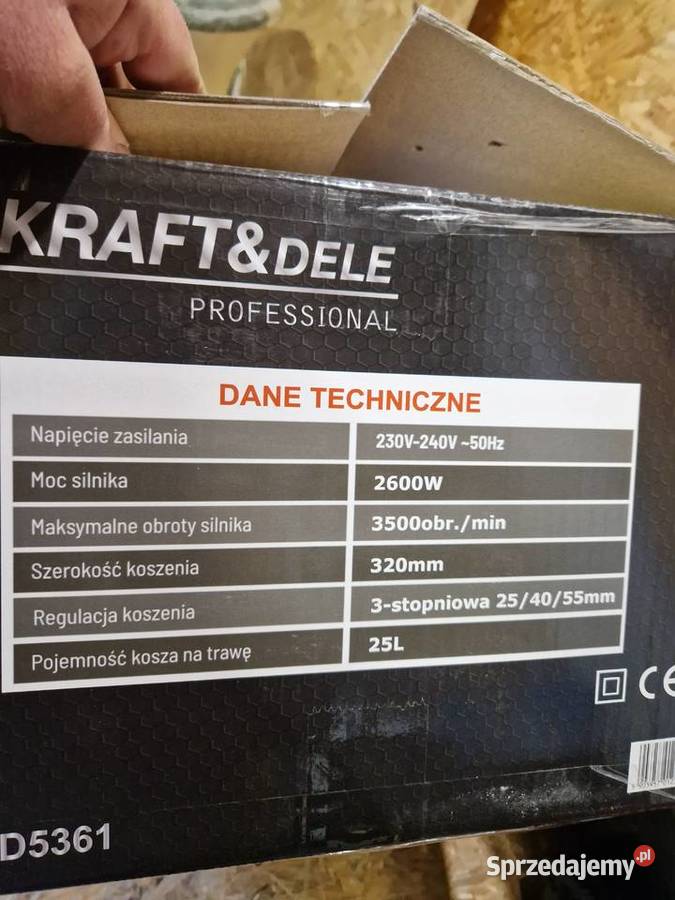 KRAFT&DELE
PROFESSIONAL
DANE TECHNICZNE
Napięcie zasilania 230V-240V ~50Hz
Moc silnika 2600W
Maksymalne obroty silnika 3500obr./min
Szerokość koszenia 320mm
Regulacja koszenia 3-stopniowa 25/40/55mm
Pojemność kosza na trawę 25L
CE
D5361
Sprzedajemy.pl